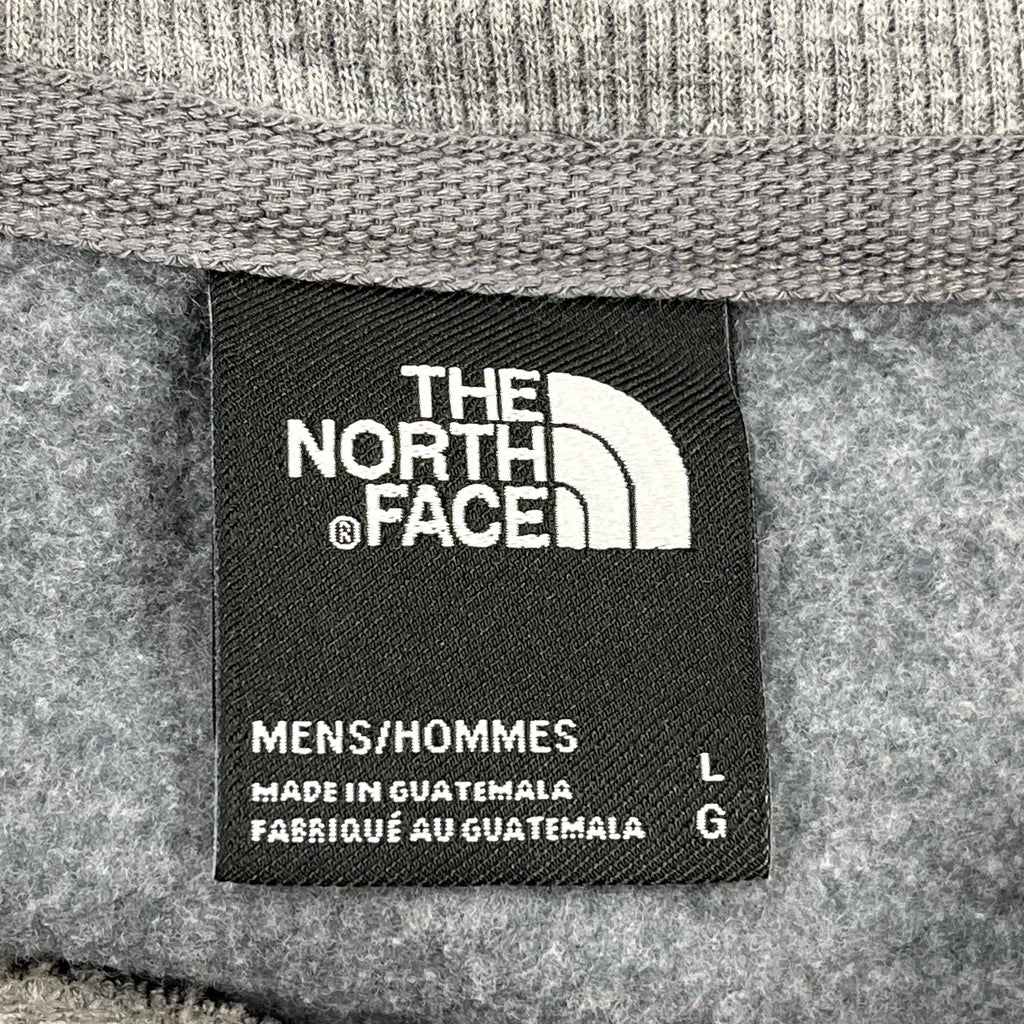 THE
NORTH
®FACE
MENS/HOMMES
L
MADE IN GUATEMALA
FABRIQUÉ AU GUATEMALA
G